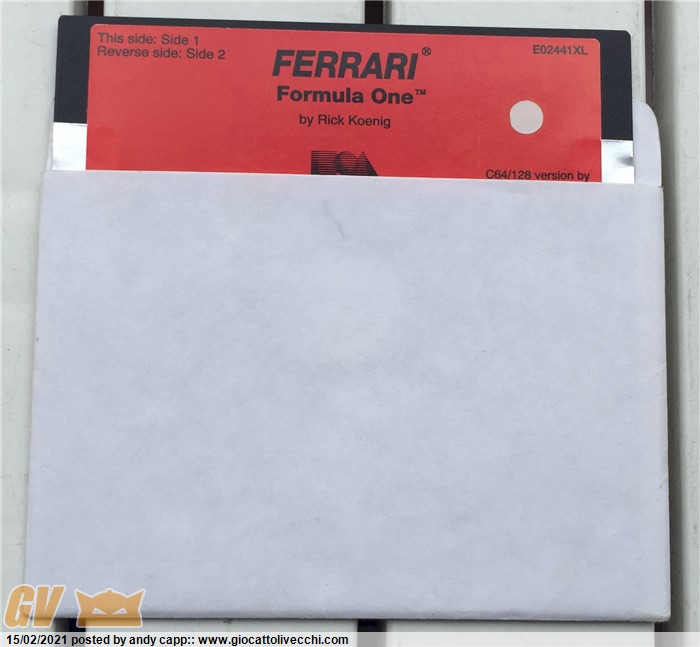 This side: Side 1
Reverse side: Side 2
FERRARI®
E02441XL
Formula One™
by Rick Koenig
C64/128 version by
GV
15/02/2021 posted by andy capp:: www.giocattolivecchi.com